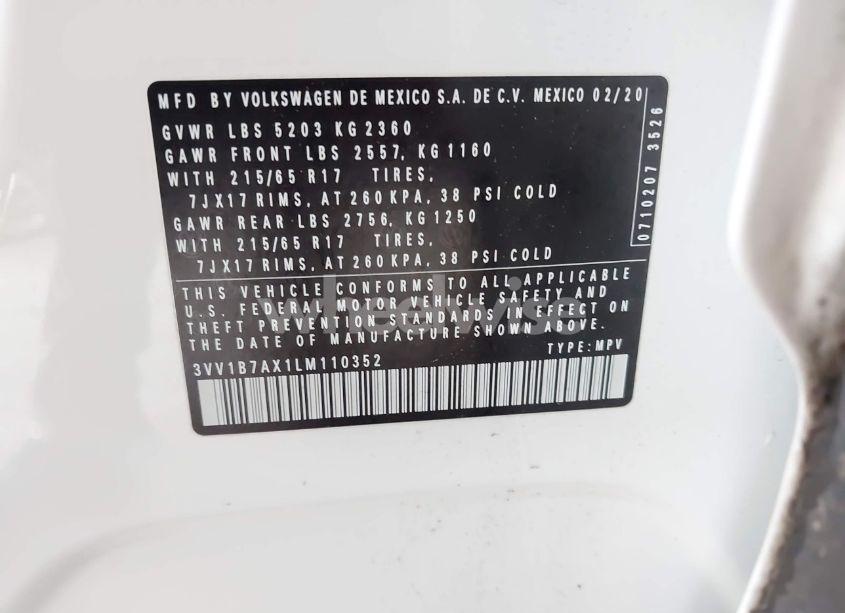 MFD BY VOLKSWAGEN DE MEXICO S.A. DE C.V. MEXICO 02/20
GVWR LBS 5203 KG 2360
GAWR FRONT LBS 2557, KG 1160
WITH 215/65 R17 TIRES,
7JX17 RIMS, AT 260 KPA, 38 PSI COLD
GAWR REAR LBS 2756, KG 1250
WITH 215/65 R17 TIRES,
7JX17 RIMS, AT 260 KPA, 38 PSI COLD
0710207 3526
THIS VEHICLE CONFORMS TO ALL APPLICABLE
U.S. FEDERAL MOTOR VEHICLE SAFETY AND
THEFT PREVENTION STANDARDS IN EFFECT ON
THE DATE OF MANUFACTURE SHOWN ABOVE.
3VV1B7AX1LM110352 TYPE: MPV